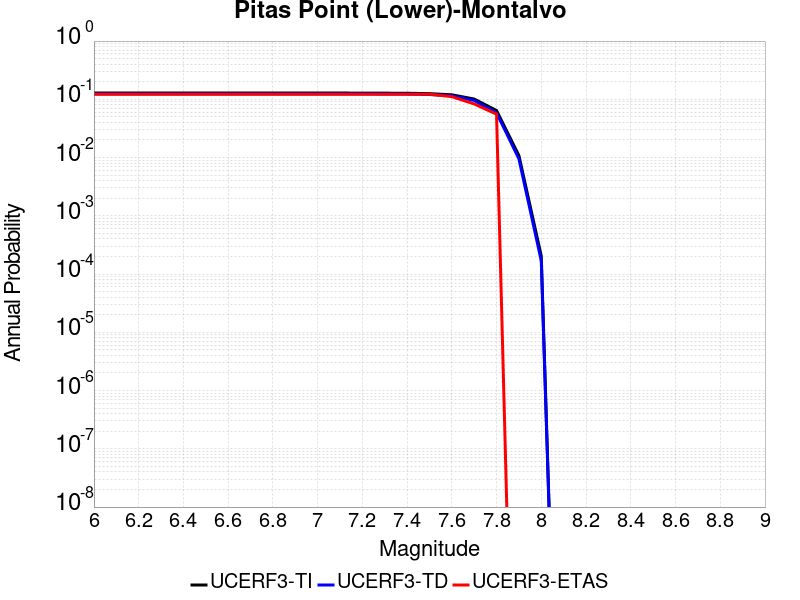 Pitas Point (Lower)-Montalvo
10^0
10^-1
10^-2
10^-3
10^-4
10^-5
10^-6
10^-7
10^-8
Annual Probability
6 6.2 6.4 6.6 6.8 7 7.2 7.4 7.6 7.8 8 8.2 8.4 8.6 8.8 9
Magnitude
UCERF3-TI UCERF3-TD UCERF3-ETAS